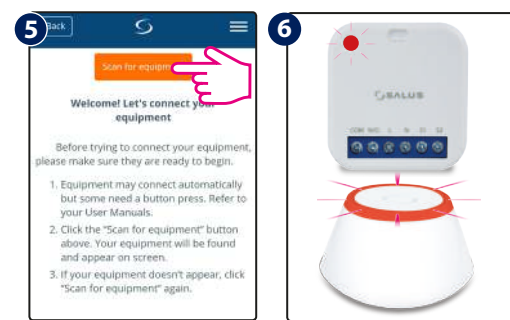 5
Back
Scan for equipm
Welcome! Let's connect your
equipment
Before trying to connect your equipment,
please make sure they are ready to begin.
1. Equipment may connect automatically
but some need a button press. Refer to
your User Manuals.
2. Click the "Scan for equipment" button
above. Your equipment will be found
and appear on screen.
3. If your equipment doesn't appear, click
"Scan for equipment" again.
6
SALUS
COM N/O L N S1 S2